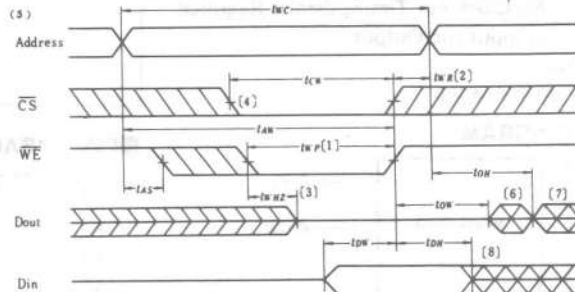 (5)
tWC
Address
tCW
tWR(2)
CS
(4)
tAW
WE
tWP(1)
tAS
tWHZ
(3)
tOH
tOW
(6)
(7)
Dout
tDW
tDH
(8)
Din